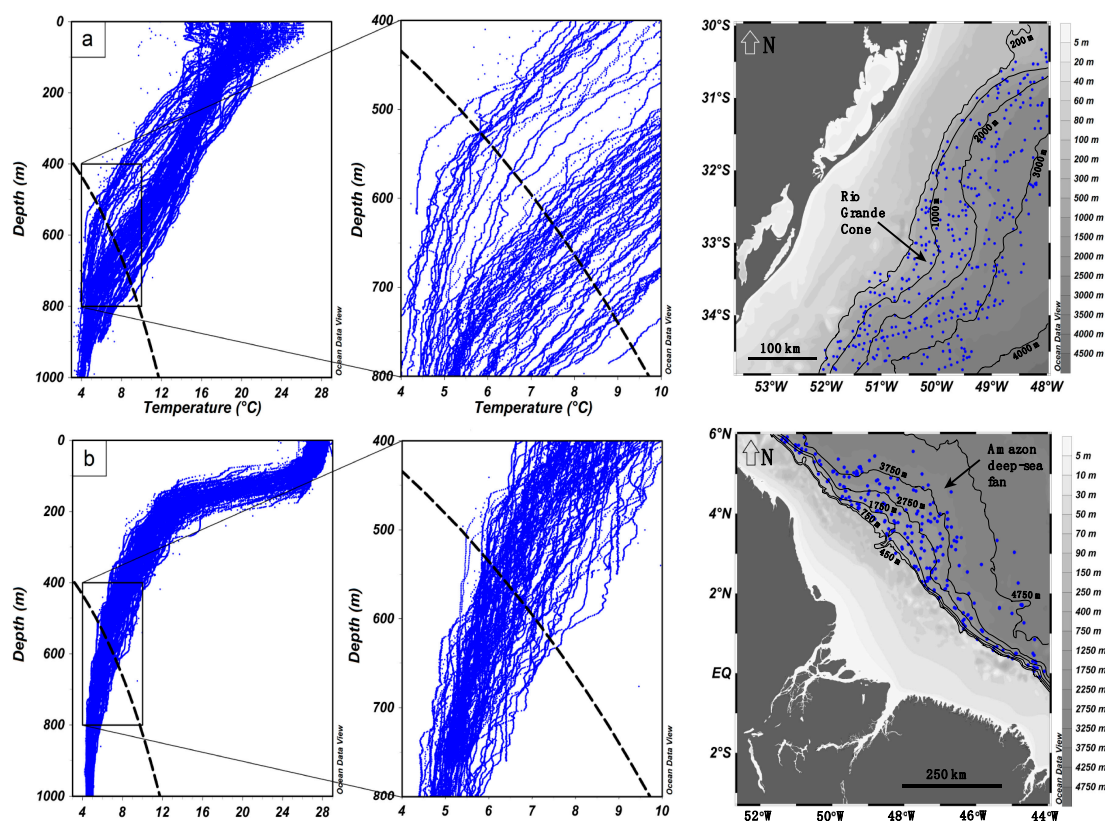 a
0
200
400
600
800
1000
Depth (m)
4 8 12 16 20 24 28
Temperature (°C)
Ocean Data View
400
500
600
700
800
Depth (m)
4 5 6 7 8 9 10
Temperature (°C)
Ocean Data View
N
30°S
31°S
32°S
33°S
34°S
200 m
2000 m
3000 m
1000 m
4000 m
Rio
Grande
Cone
100 km
53°W 52°W 51°W 50°W 49°W 48°W
Ocean Data View
5 m
20 m
40 m
60 m
80 m
100 m
200 m
300 m
500 m
1000 m
1500 m
2000 m
2500 m
3000 m
3500 m
4000 m
4500 m
b
0
200
400
600
800
1000
Depth (m)
4 8 12 16 20 24 28
Ocean Data View
400
500
600
700
800
Depth (m)
4 5 6 7 8 9 10
Ocean Data View
N
6°N
4°N
2°N
EQ
2°S
Amazon
deep-sea
fan
3750 m
2750 m
1750 m
750 m
450 m
4750 m
250 km
52°W 50°W 48°W 46°W 44°W
Ocean Data View
5 m
10 m
30 m
50 m
70 m
90 m
150 m
250 m
400 m
750 m
1250 m
1750 m
2250 m
2750 m
3250 m
3750 m
4250 m
4750 m